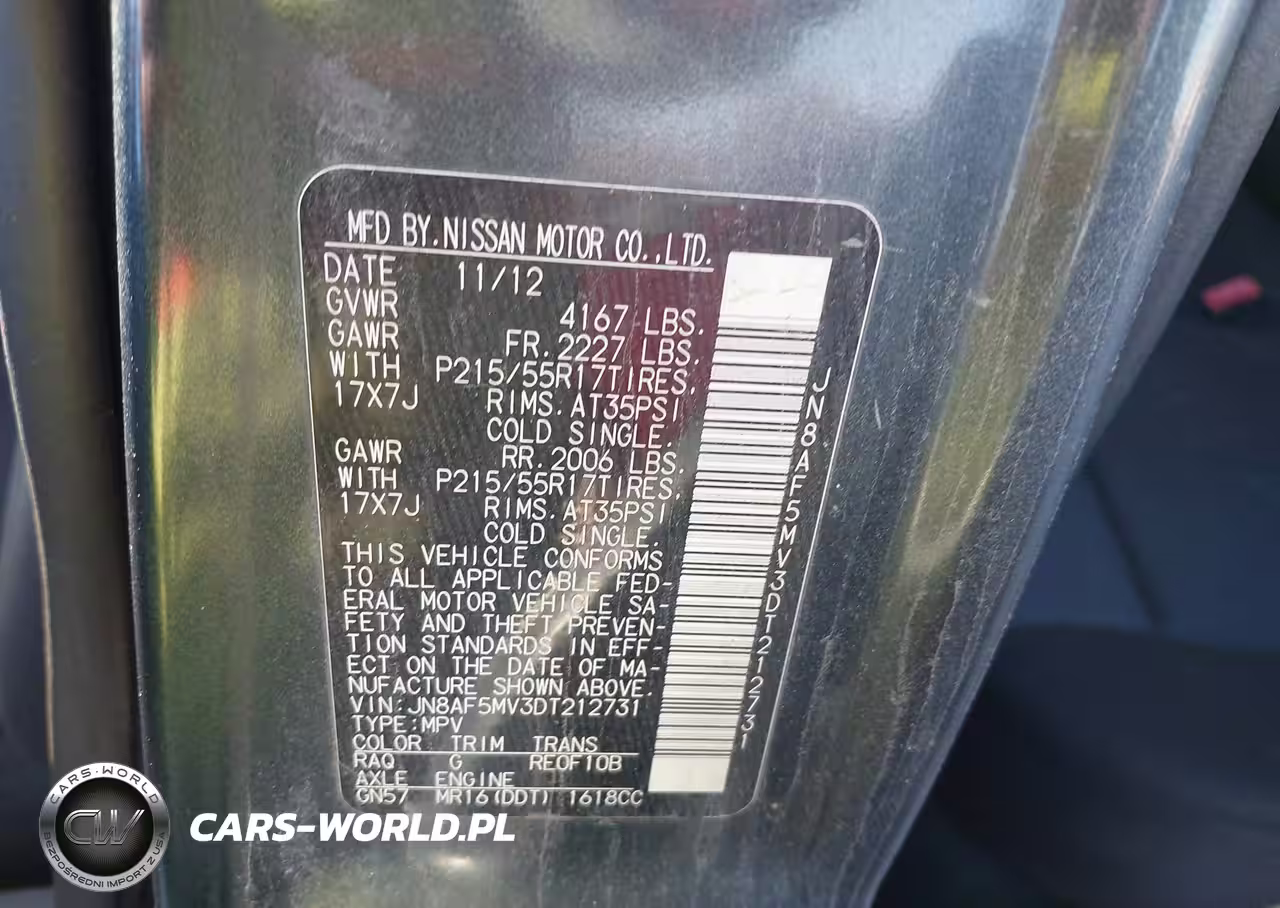 MFD BY.NISSAN MOTOR CO.,LTD.
DATE 11/12
GVWR 4167 LBS.
GAWR FR.2227 LBS.
WITH P215/55R17TIRES,
17X7J RIMS.AT35PSI
COLD SINGLE.
GAWR RR.2006 LBS.
WITH P215/55R17TIRES,
17X7J RIMS.AT35PSI
COLD SINGLE.
THIS VEHICLE CONFORMS
TO ALL APPLICABLE FED-
ERAL MOTOR VEHICLE SA-
FETY AND THEFT PREVEN-
TION STANDARDS IN EFF-
ECT ON THE DATE OF MA-
NUFACTURE SHOWN ABOVE.
VIN:JN8AF5MV3DT212731
TYPE:MPV
COLOR TRIM TRANS
RAQ G RE0F10B
AXLE ENGINE
GN57 MR16(DDT) 1618CC
JN8AF5MV3DT212731
CARS-WORLD
CW
BEZPOŚREDNI IMPORT Z USA
CARS-WORLD.PL